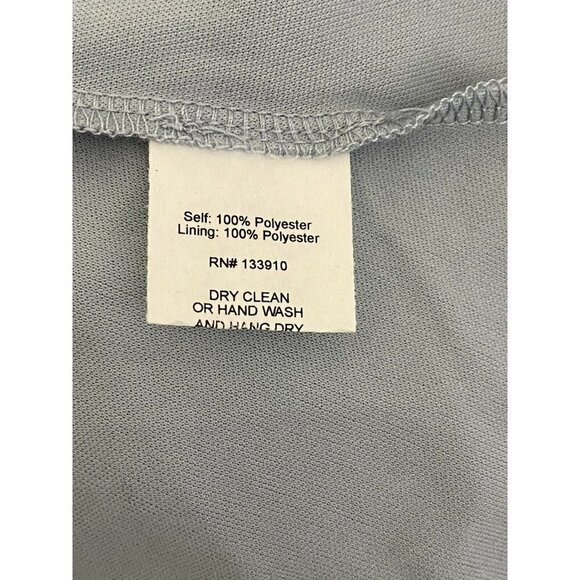 Self: 100% Polyester
Lining: 100% Polyester
RN# 133910
DRY CLEAN
OR HAND WASH
AND HANG DRY